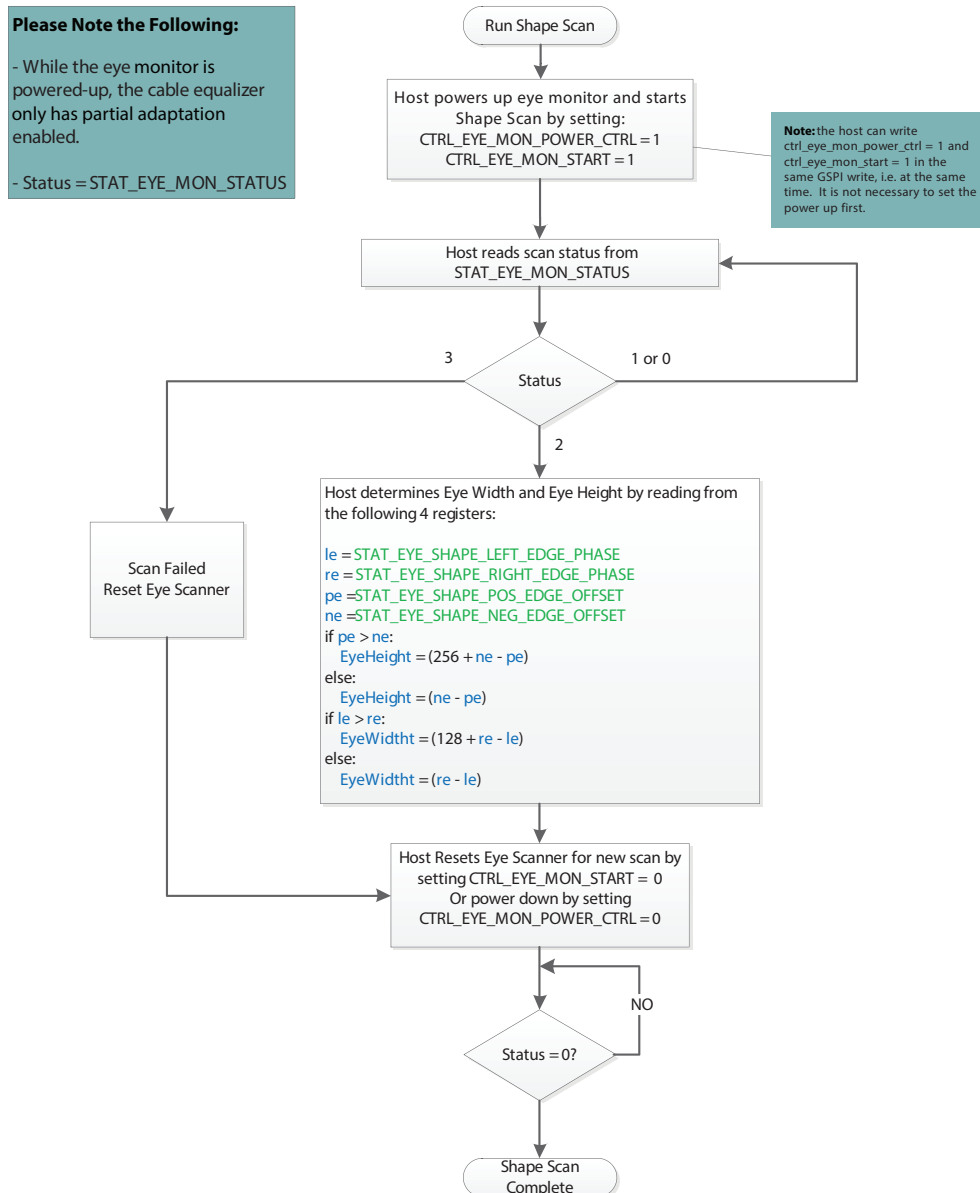 Please Note the Following:
- While the eye monitor is
powered-up, the cable equalizer
only has partial adaptation
enabled.
- Status = STAT_EYE_MON_STATUS
Run Shape Scan
Host powers up eye monitor and starts
Shape Scan by setting:
CTRL_EYE_MON_POWER_CTRL = 1
CTRL_EYE_MON_START = 1
Note: the host can write
ctrl_eye_mon_power_ctrl = 1 and
ctrl_eye_mon_start = 1 in the
same GSPI write, i.e. at the same
time. It is not necessary to set the
power up first.
Host reads scan status from
STAT_EYE_MON_STATUS
3
Status
1 or 0
2
Host determines Eye Width and Eye Height by reading from
the following 4 registers:
le = STAT_EYE_SHAPE_LEFT_EDGE_PHASE
re = STAT_EYE_SHAPE_RIGHT_EDGE_PHASE
pe =STAT_EYE_SHAPE_POS_EDGE_OFFSET
ne =STAT_EYE_SHAPE_NEG_EDGE_OFFSET
if pe > ne:
EyeHeight = (256 + ne - pe)
else:
EyeHeight = (ne - pe)
if le > re:
EyeWidtht = (128 + re - le)
else:
EyeWidtht = (re - le)
Scan Failed
Reset Eye Scanner
Host Resets Eye Scanner for new scan by
setting CTRL_EYE_MON_START = 0
Or power down by setting
CTRL_EYE_MON_POWER_CTRL = 0
NO
Status = 0?
Shape Scan
Complete